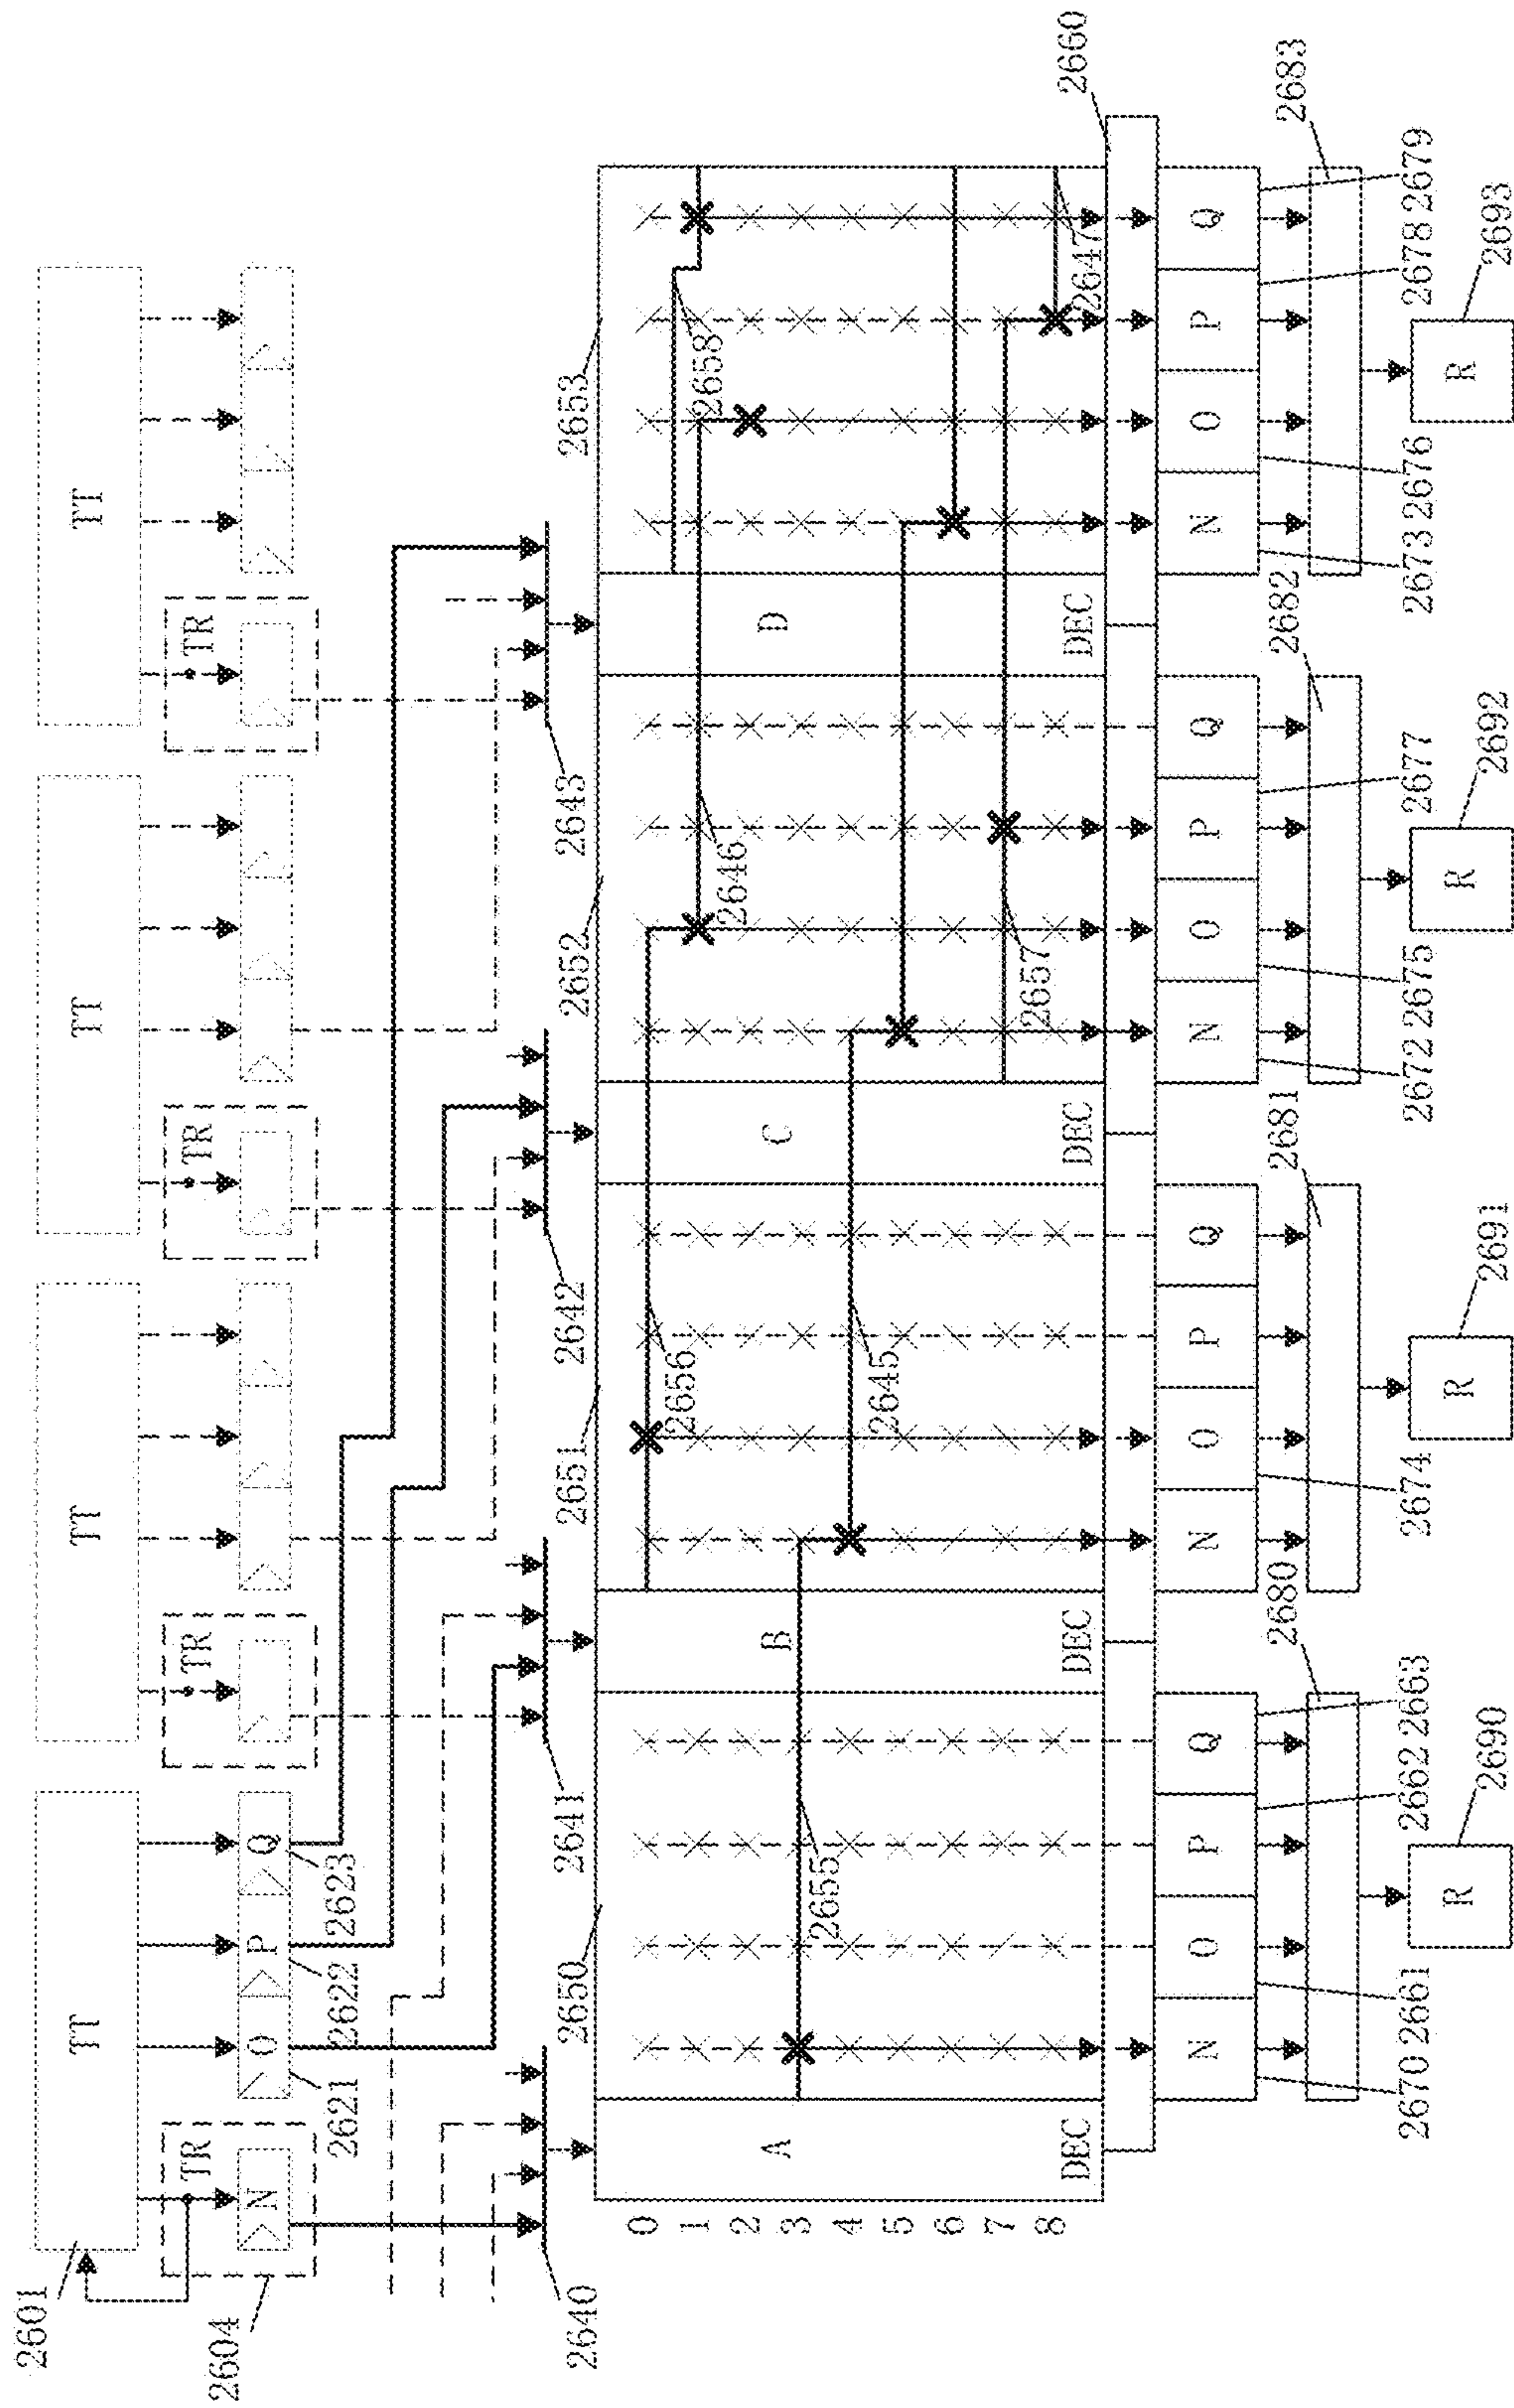 2601
TT
TT
TT
TT
2604
TR
TR
TR
TR
N
O
P
Q
2621
2622
2623
2640
2641
2642
2643
2650
2651
2652
2653
A
B
C
D
DEC
DEC
DEC
DEC
0
1
2
3
4
5
6
7
8
2655
2656
2645
2646
2657
2658
2647
2660
N
O
P
Q
N
O
P
Q
N
O
P
Q
N
O
P
Q
2670
2661
2662
2663
2674
2672
2675
2677
2673
2676
2678
2679
2680
2681
2682
2683
R
R
R
R
2690
2691
2692
2693